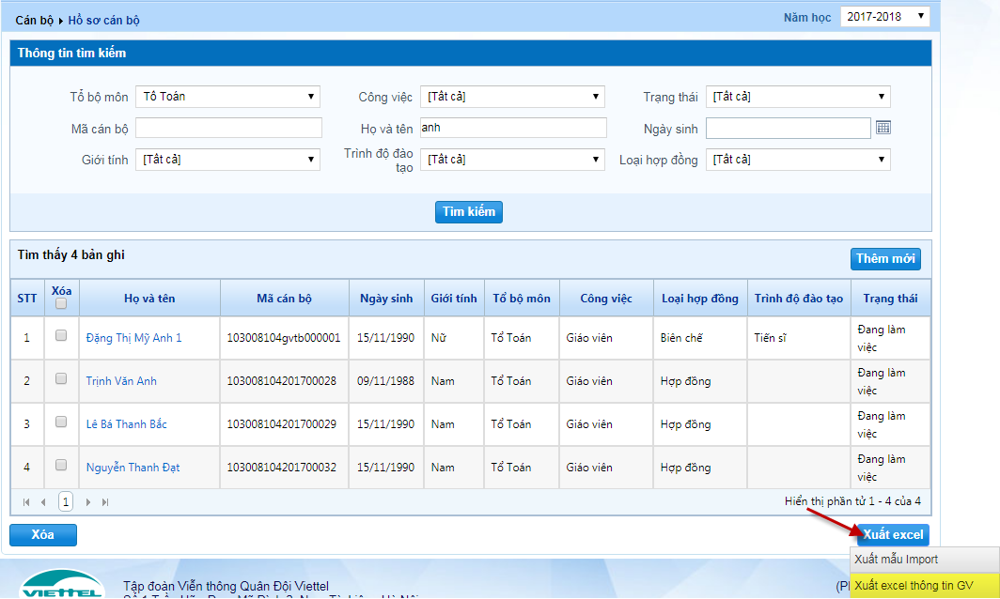 Cán bộ Hồ sơ cán bộ Năm học 2017-2018
Thông tin tìm kiếm
Tổ bộ môn Tổ Toán Công việc [Tất cả] Trạng thái [Tất cả]
Mã cán bộ Họ và tên anh Ngày sinh
Giới tính [Tất cả] Trình độ đào tạo [Tất cả] Loại hợp đồng [Tất cả]
Tìm kiếm
Tìm thấy 4 bản ghi Thêm mới
STT Xóa Họ và tên Mã cán bộ Ngày sinh Giới tính Tổ bộ môn Công việc Loại hợp đồng Trình độ đào tạo Trạng thái
1 Đặng Thị Mỹ Anh 1 103008104gvtb000001 15/11/1990 Nữ Tổ Toán Giáo viên Biên chế Tiến sĩ Đang làm việc
2 Trịnh Văn Anh 103008104201700028 09/11/1988 Nam Tổ Toán Giáo viên Hợp đồng Đang làm việc
3 Lê Bá Thanh Bắc 103008104201700029 15/11/1990 Nam Tổ Toán Giáo viên Hợp đồng Đang làm việc
4 Nguyễn Thanh Đạt 103008104201700032 15/11/1990 Nam Tổ Toán Giáo viên Hợp đồng Đang làm việc
1 Hiển thị phần tử 1 - 4 của 4
Xóa Xuất excel
Xuất mẫu Import
VIETTEL Tập đoàn Viễn thông Quân Đội Viettel (Pl Xuất excel thông tin GV